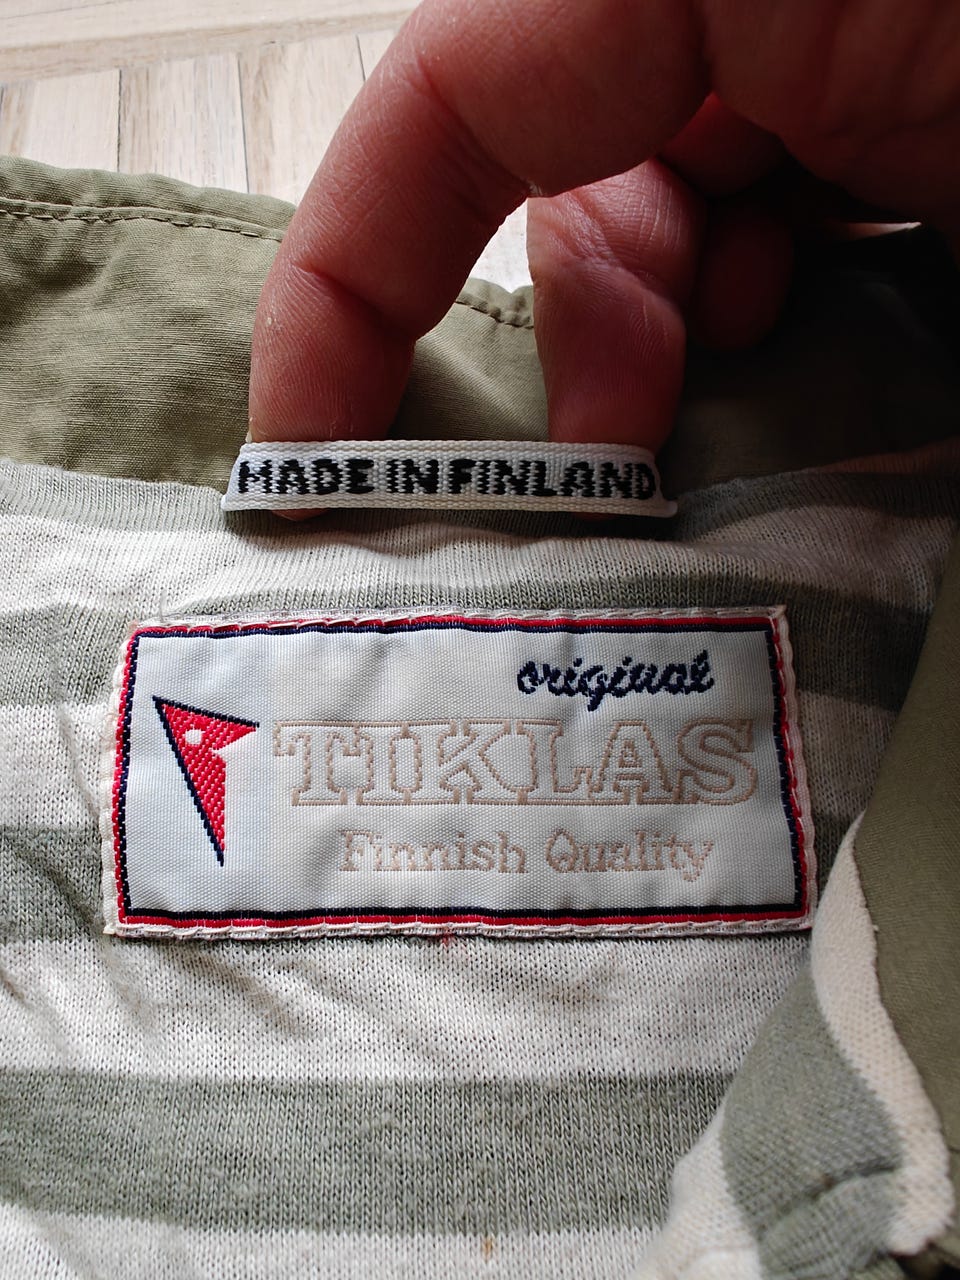 MADE IN FINLAND
original
TIKLAS
Finnish Quality